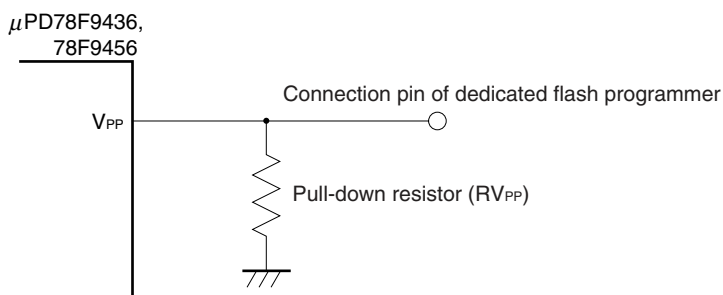 μPD78F9436,
78F9456
Connection pin of dedicated flash programmer
VPP
Pull-down resistor (RVPP)